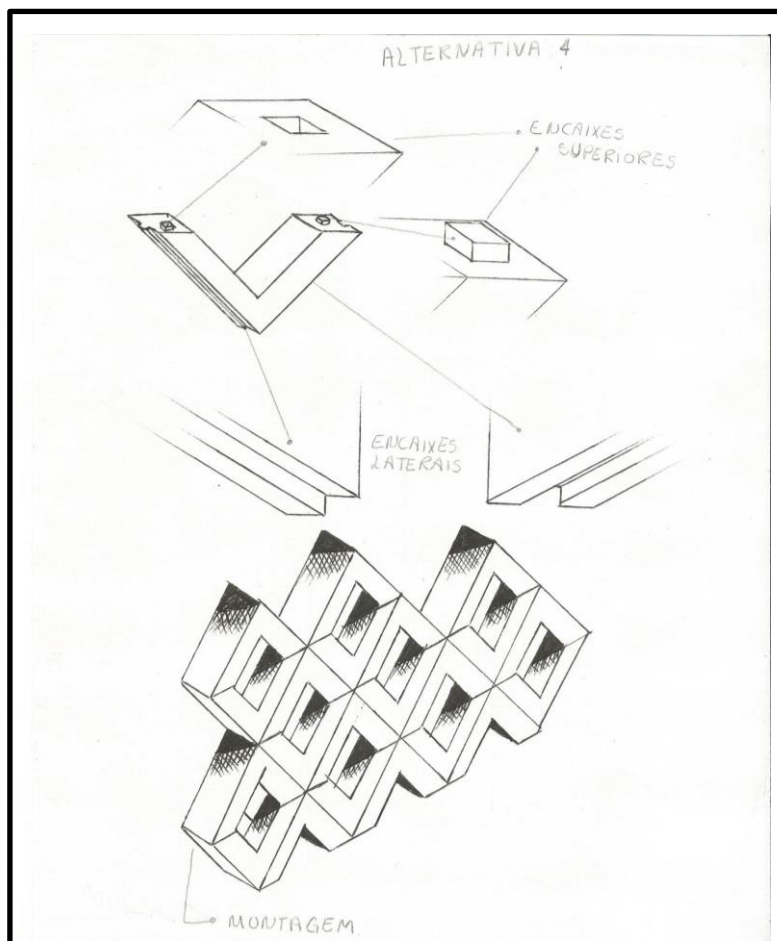 ALTERNATIVA 4
ENCAIXES
SUPERIORES
ENCAIXES
LATERAIS
MONTAGEM